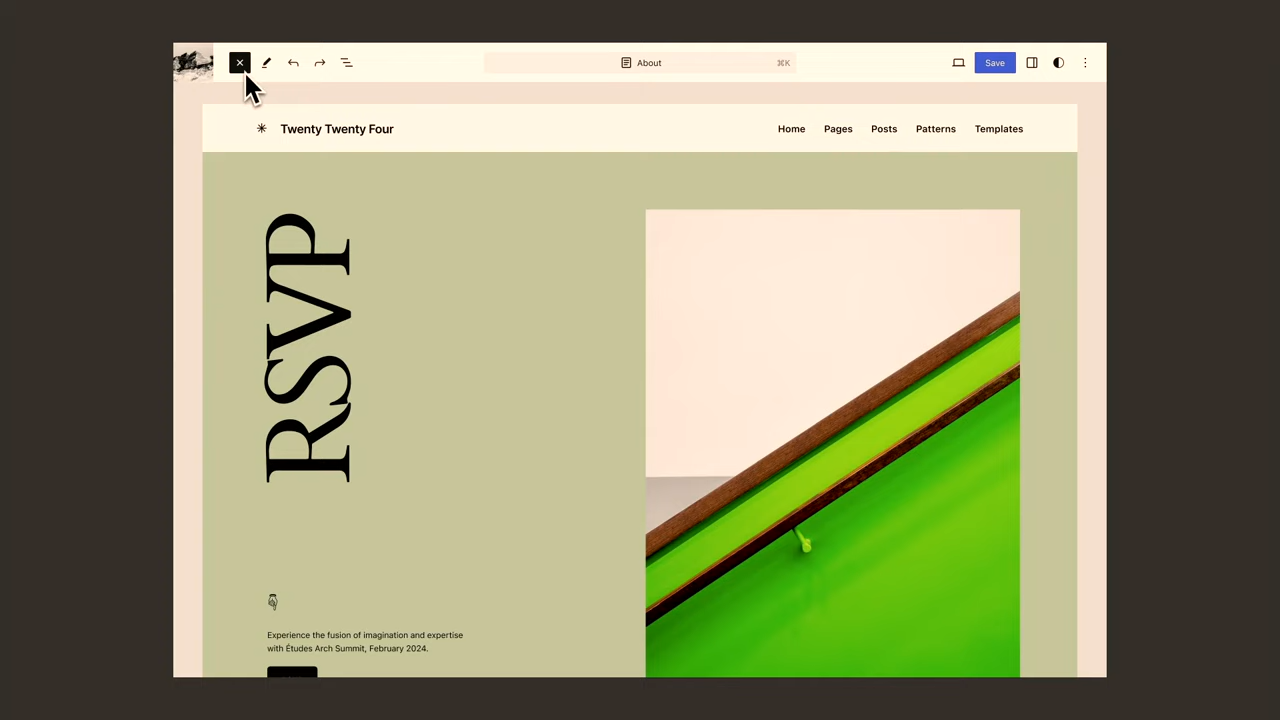 About
⌘K
Save
Twenty Twenty Four
Home
Pages
Posts
Patterns
Templates
RSVP
Experience the fusion of imagination and expertise
with Études Arch Summit, February 2024.